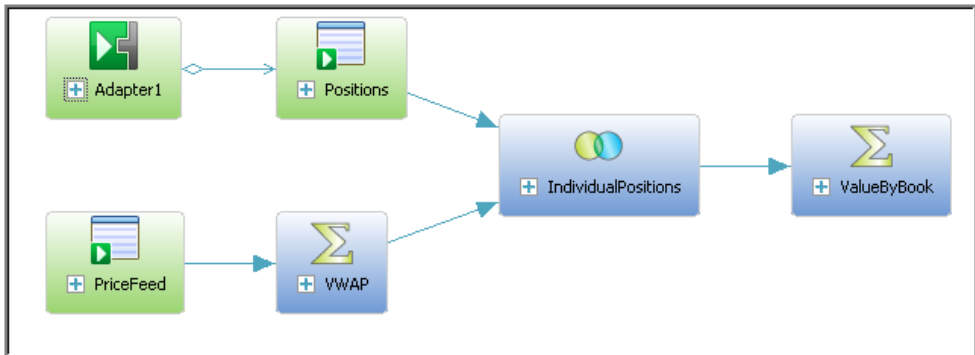 Adapter1
Positions
IndividualPositions
ValueByBook
PriceFeed
VWAP